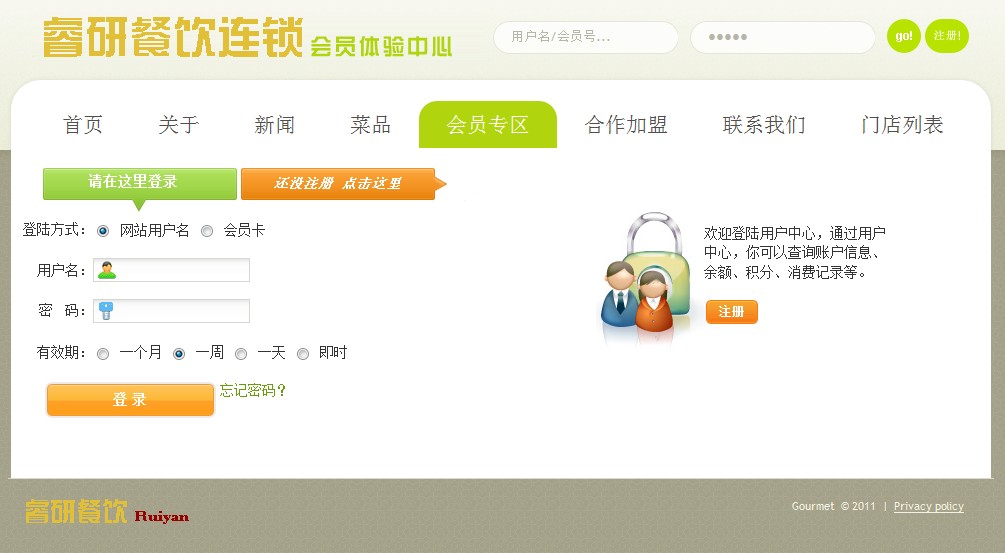 睿研餐饮连锁 会员体验中心
用户名/会员号... ●●●●● go! 注册!
首页 关于 新闻 菜品 会员专区 合作加盟 联系我们 门店列表
请在这里登录 还没注册 点击这里
登陆方式： 网站用户名 会员卡
用户名：
密 码：
有效期： 一个月 一周 一天 即时
登 录 忘记密码？
欢迎登陆用户中心，通过用户
中心，你可以查询账户信息、
余额、积分、消费记录等。
注册
睿研餐饮 Ruiyan
Gourmet © 2011 | Privacy policy